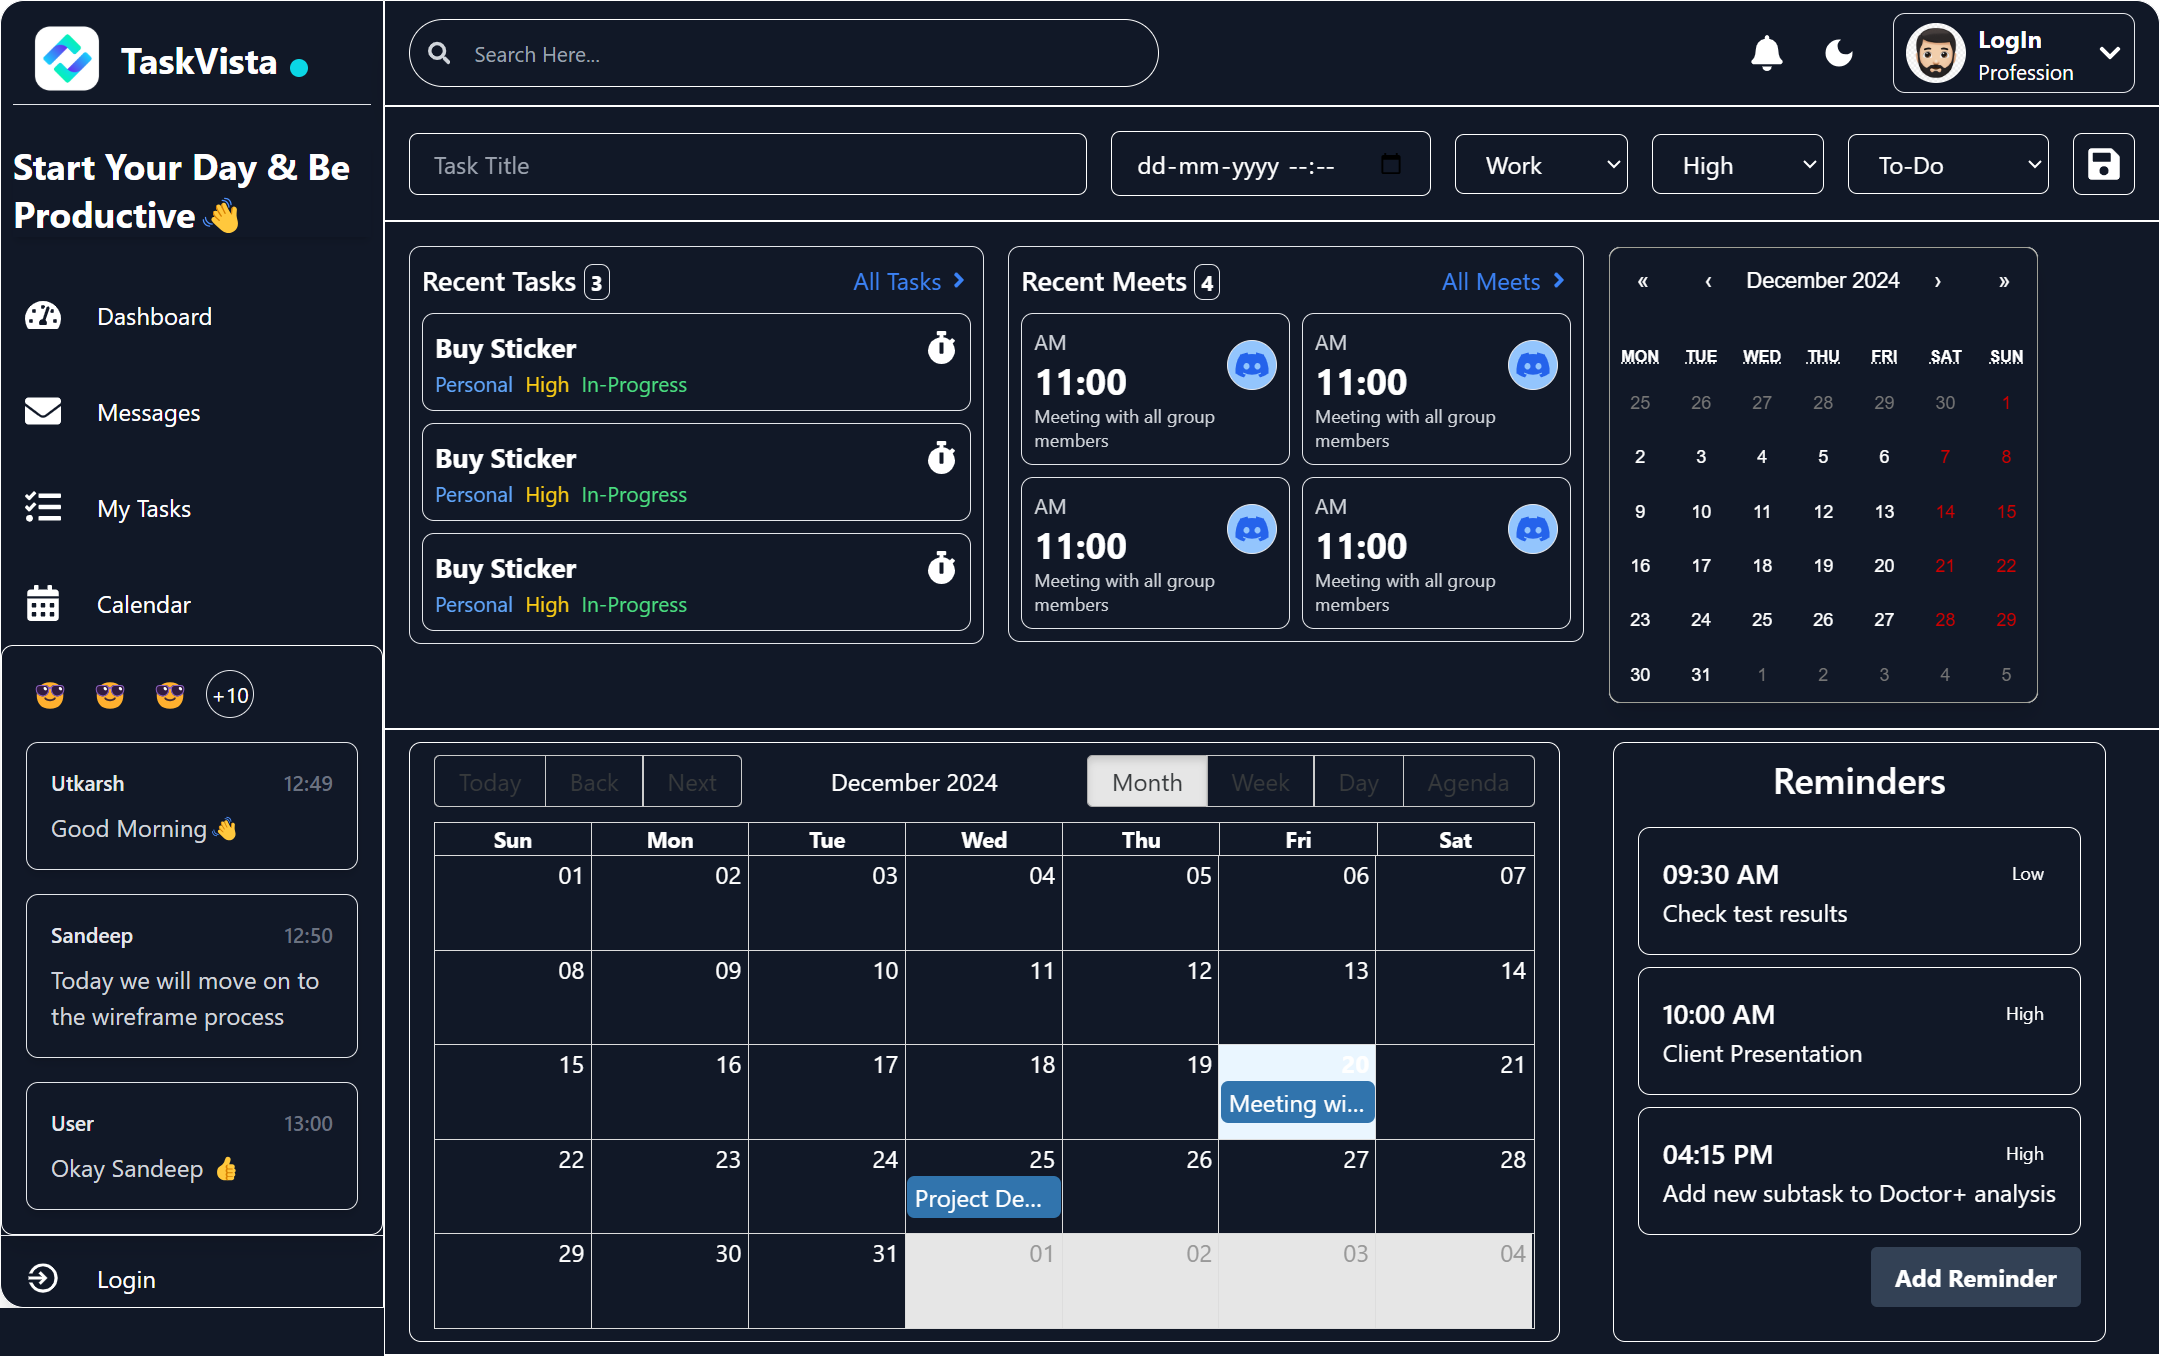 TaskVista
Start Your Day & Be
Productive 👋
Dashboard
Messages
My Tasks
Calendar
+10
Utkarsh 12:49
Good Morning 👋
Sandeep 12:50
Today we will move on to
the wireframe process
User 13:00
Okay Sandeep 👍
Login
Search Here...
LogIn
Profession
Task Title
dd-mm-yyyy --:--
Work
High
To-Do
Recent Tasks 3 All Tasks
Buy Sticker
Personal High In-Progress
Buy Sticker
Personal High In-Progress
Buy Sticker
Personal High In-Progress
Recent Meets 4 All Meets
AM
11:00
Meeting with all group
members
AM
11:00
Meeting with all group
members
AM
11:00
Meeting with all group
members
AM
11:00
Meeting with all group
members
« ‹ December 2024 › »
MON TUE WED THU FRI SAT SUN
25 26 27 28 29 30 1
2 3 4 5 6 7 8
9 10 11 12 13 14 15
16 17 18 19 20 21 22
23 24 25 26 27 28 29
30 31 1 2 3 4 5
Today Back Next December 2024 Month Week Day Agenda
Sun Mon Tue Wed Thu Fri Sat
01 02 03 04 05 06 07
08 09 10 11 12 13 14
15 16 17 18 19 20 21
Meeting wi...
22 23 24 25 26 27 28
Project De...
29 30 31 01 02 03 04
Reminders
09:30 AM Low
Check test results
10:00 AM High
Client Presentation
04:15 PM High
Add new subtask to Doctor+ analysis
Add Reminder